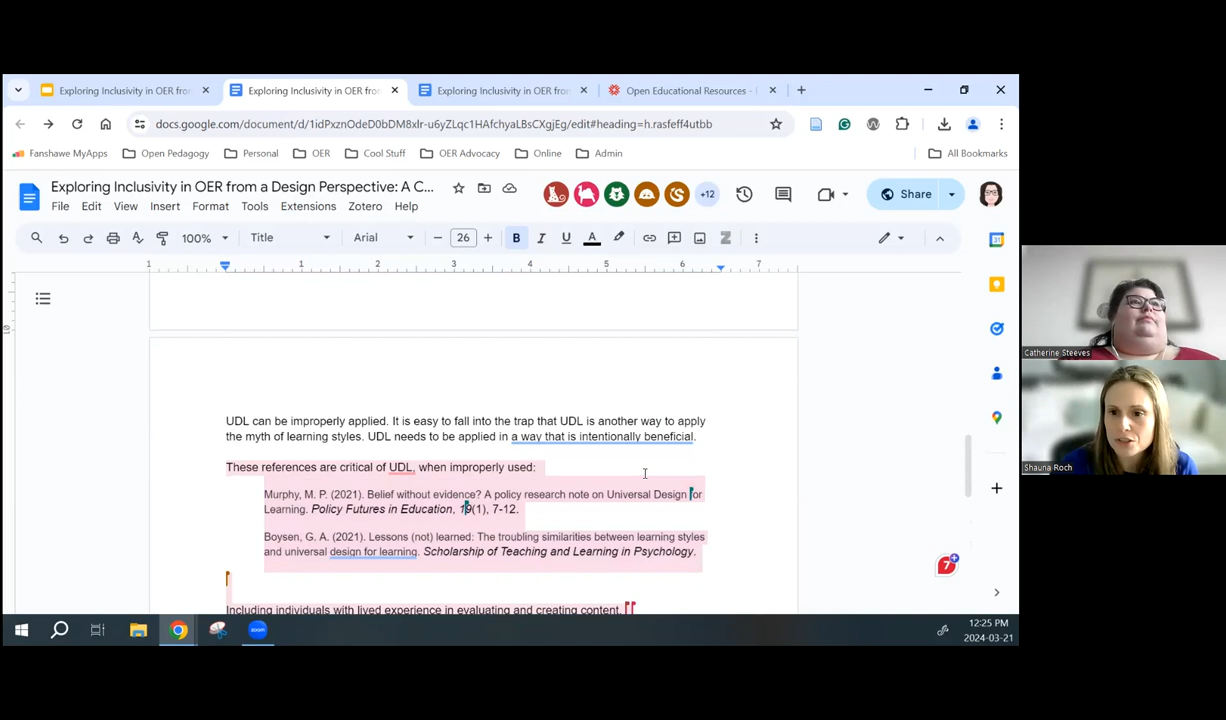 Exploring Inclusivity in OER fro
Exploring Inclusivity in OER fro
Exploring Inclusivity in OER fro
Open Educational Resources -
docs.google.com/document/d/1idPxznOdeD0bDM8xlr-u6yZLqc1HAfchyaLBsCXgjEg/edit#heading=h.rasfeff4utbb
Fanshawe MyApps Open Pedagogy Personal OER Cool Stuff OER Advocacy Online Admin All Bookmarks
Exploring Inclusivity in OER from a Design Perspective: A C...
+12
Share
File Edit View Insert Format Tools Extensions Zotero Help
100% Title Arial 26 B I U A Z
1 1 2 3 4 5 6 7
UDL can be improperly applied. It is easy to fall into the trap that UDL is another way to apply
the myth of learning styles. UDL needs to be applied in a way that is intentionally beneficial.
These references are critical of UDL, when improperly used:
Murphy, M. P. (2021). Belief without evidence? A policy research note on Universal Design for
Learning. Policy Futures in Education, 19(1), 7-12.
Boysen, G. A. (2021). Lessons (not) learned: The troubling similarities between learning styles
and universal design for learning. Scholarship of Teaching and Learning in Psychology.
7
Including individuals with lived experience in evaluating and creating content.
zoom
12:25 PM
2024-03-21
Catherine Steeves
Shauna Roch